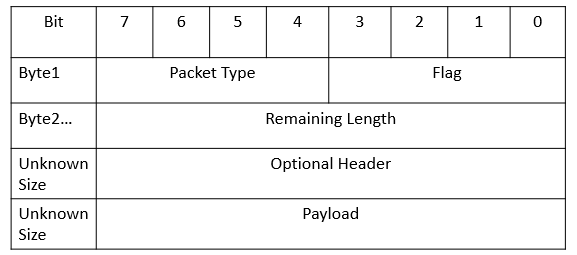 Bit 7 6 5 4 3 2 1 0
Byte1 Packet Type Flag
Byte2... Remaining Length
Unknown Size Optional Header
Unknown Size Payload